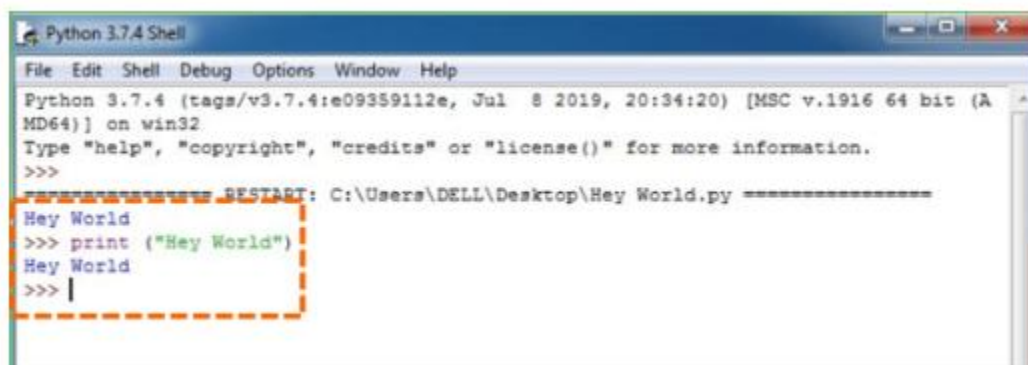 Python 3.7.4 Shell
File Edit Shell Debug Options Window Help
Python 3.7.4 (tags/v3.7.4:e09359112e, Jul  8 2019, 20:34:20) [MSC v.1916 64 bit (A
MD64)] on win32
Type "help", "copyright", "credits" or "license()" for more information.
>>>
================ RESTART: C:\Users\DELL\Desktop\Hey World.py ================
Hey World
>>> print ("Hey World")
Hey World
>>>